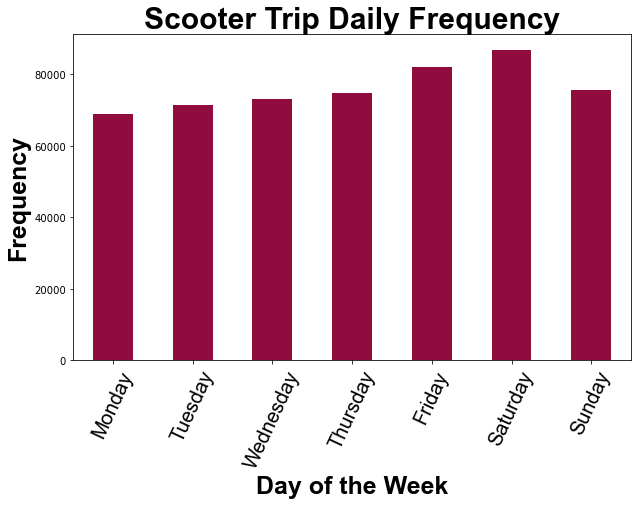 Scooter Trip Daily Frequency
Frequency
80000
60000
40000
20000
0
Monday
Tuesday
Wednesday
Thursday
Friday
Saturday
Sunday
Day of the Week